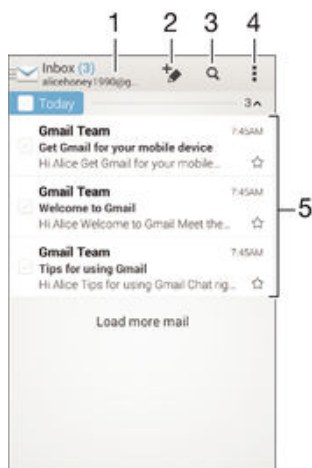 1 2 3 4
Inbox (3)
alicehoney1990@g...
Today
3
Gmail Team 7:45AM
Get Gmail for your mobile device
Hi Alice Get Gmail for your mobile...
Gmail Team 7:45AM
Welcome to Gmail
Hi Alice Welcome to Gmail Meet the...
5
Gmail Team 7:45AM
Tips for using Gmail
Hi Alice Tips for using Gmail Chat rig...
Load more mail